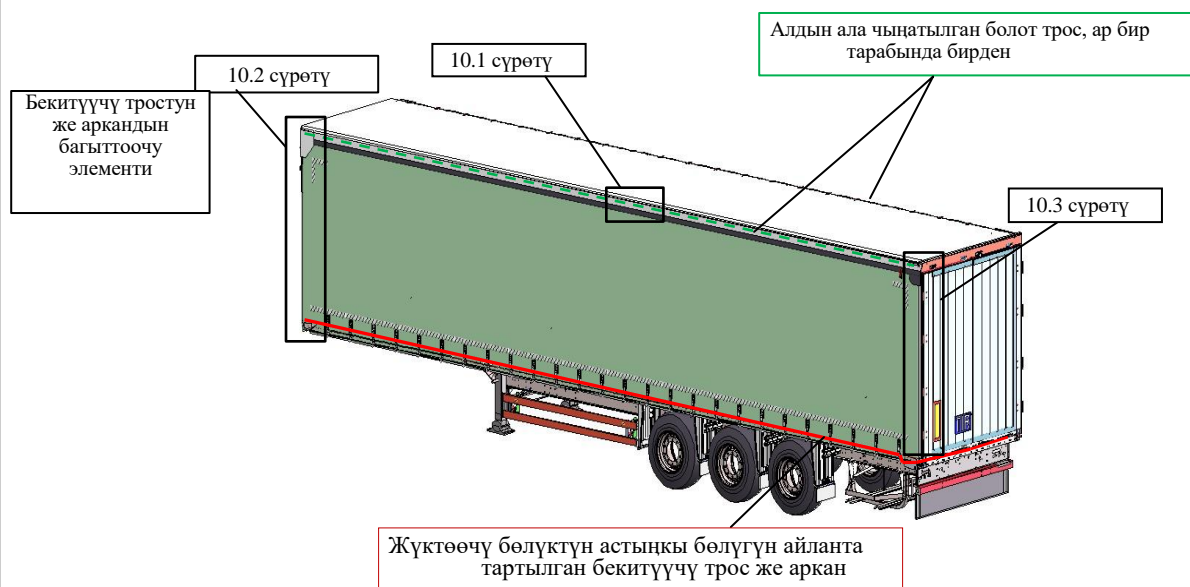 Алдын ала чыңатылган болот трос, ар бир
тарабында бирден
10.1 сүрөтү
10.2 сүрөтү
Бекитүүчү тростун
же аркандын
багыттоочу
элементи
10.3 сүрөтү
Жүктөөчү бөлүктүн астыңкы бөлүгүн айланта
тартылган бекитүүчү трос же аркан